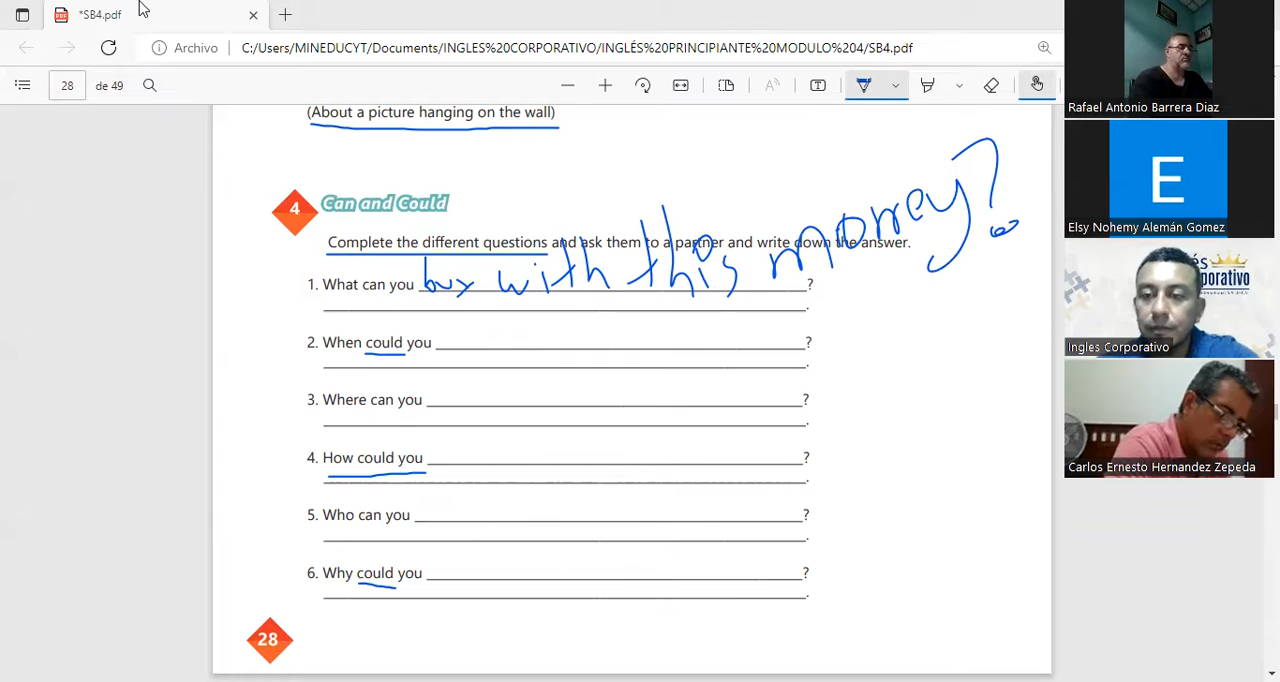 *SB4.pdf
Archivo C:/Users/MINEDUCYT/Documents/INGLES%20CORPORATIVO/INGLÉS%20PRINCIPIANTE%20MODULO%204/SB4.pdf
28 de 49
(About a picture hanging on the wall)
4 Can and Could
Complete the different questions and ask them to a partner and write down the answer.
1. What can you buy with this money? ?
.
2. When could you ?
.
3. Where can you ?
.
4. How could you ?
.
5. Who can you ?
.
6. Why could you ?
.
28
Rafael Antonio Barrera Diaz
E
Elsy Nohemy Alemán Gomez
és
orporativo
Ingles Corporativo
Carlos Ernesto Hernandez Zepeda